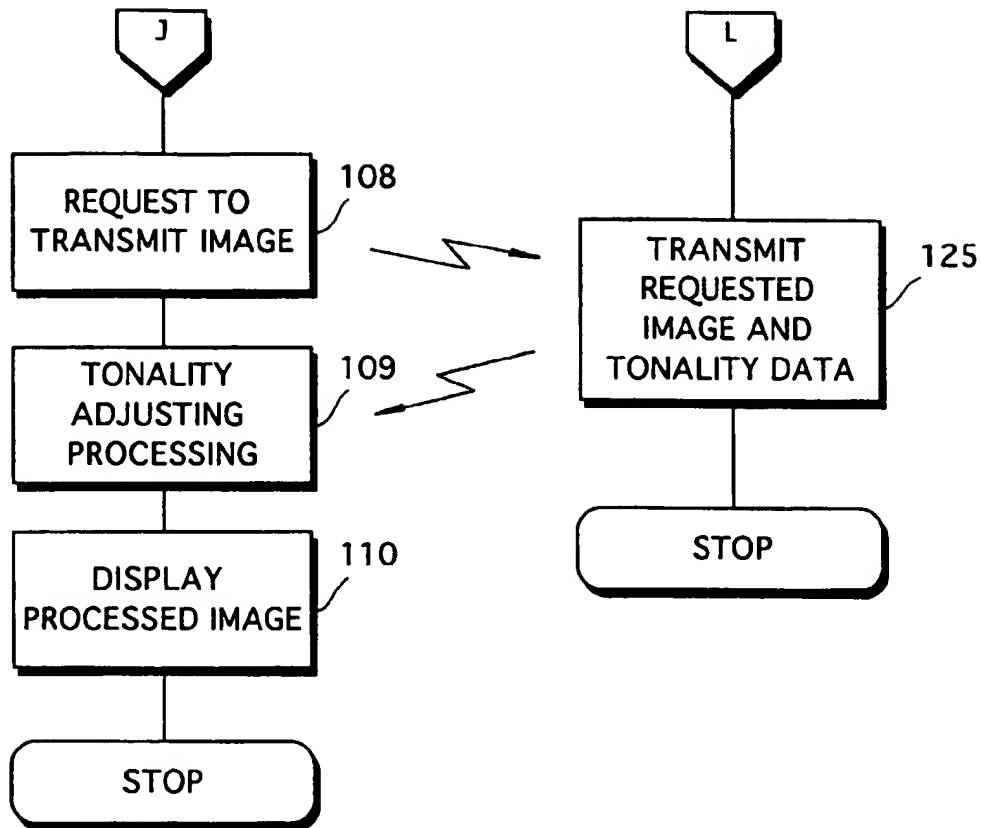 J
REQUEST TO
TRANSMIT IMAGE
108
TONALITY
ADJUSTING
PROCESSING
109
DISPLAY
PROCESSED IMAGE
110
STOP
L
TRANSMIT
REQUESTED
IMAGE AND
TONALITY DATA
125
STOP